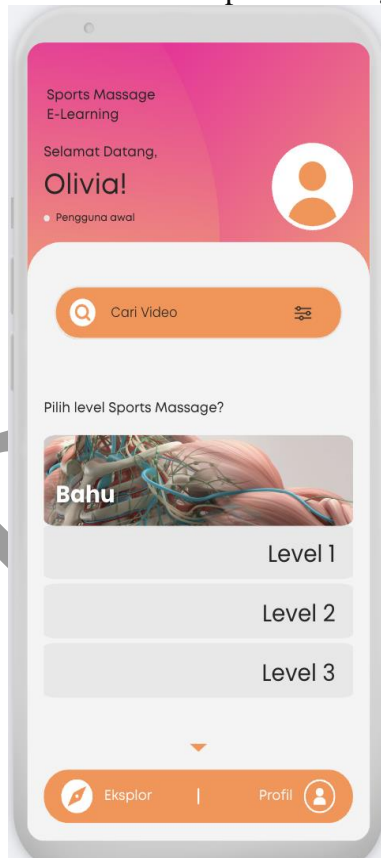 Sports Massage
E-Learning
Selamat Datang,
Olivia!
Pengguna awal
Cari Video
Pilih level Sports Massage?
Bahu
Level 1
Level 2
Level 3
Eksplor | Profil